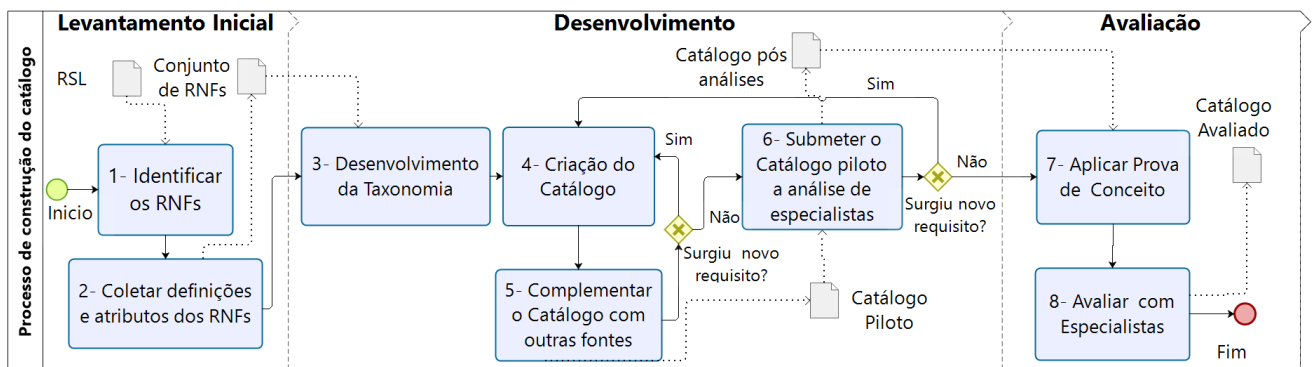 Processo de construção do catálogo
Levantamento Inicial
Desenvolvimento
Avaliação
RSL
Conjunto
de RNFs
Inicio
1- Identificar
os RNFs
2- Coletar definições
e atributos dos RNFs
3- Desenvolvimento
da Taxonomia
4- Criação do
Catálogo
5- Complementar
o Catálogo com
outras fontes
Sim
Não
Surgiu novo
requisito?
Catálogo
Piloto
Catálogo pós
análises
6- Submeter o
Catálogo piloto
a análise de
especialistas
Sim
Não
Surgiu novo
requisito?
7- Aplicar Prova
de Conceito
8- Avaliar com
Especialistas
Catálogo
Avaliado
Fim